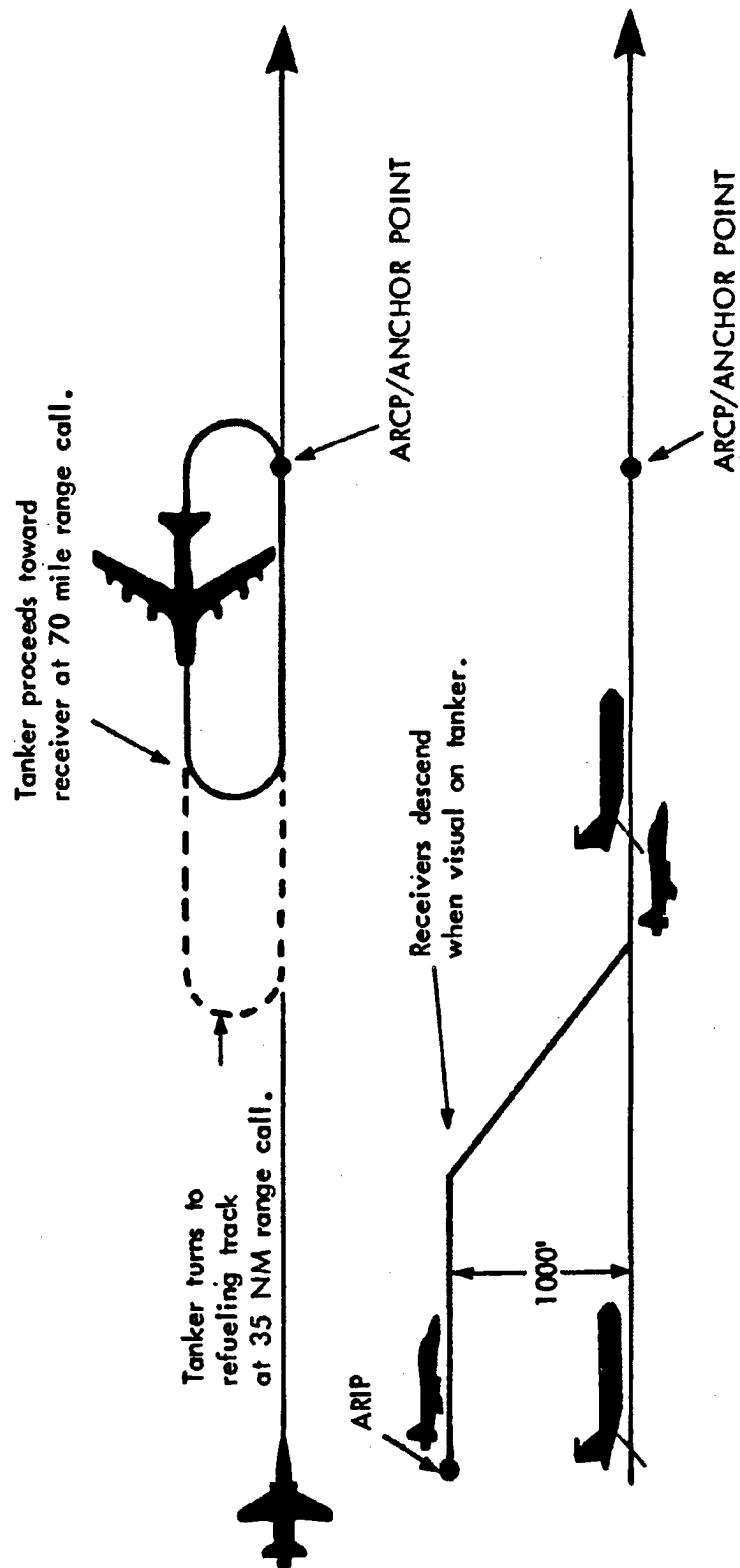 Tanker proceeds toward
receiver at 70 mile range call.
Tanker turns to
refueling track
at 35 NM range call.
ARCP/ANCHOR POINT
Receivers descend
when visual on tanker.
ARIP
1000'
ARCP/ANCHOR POINT